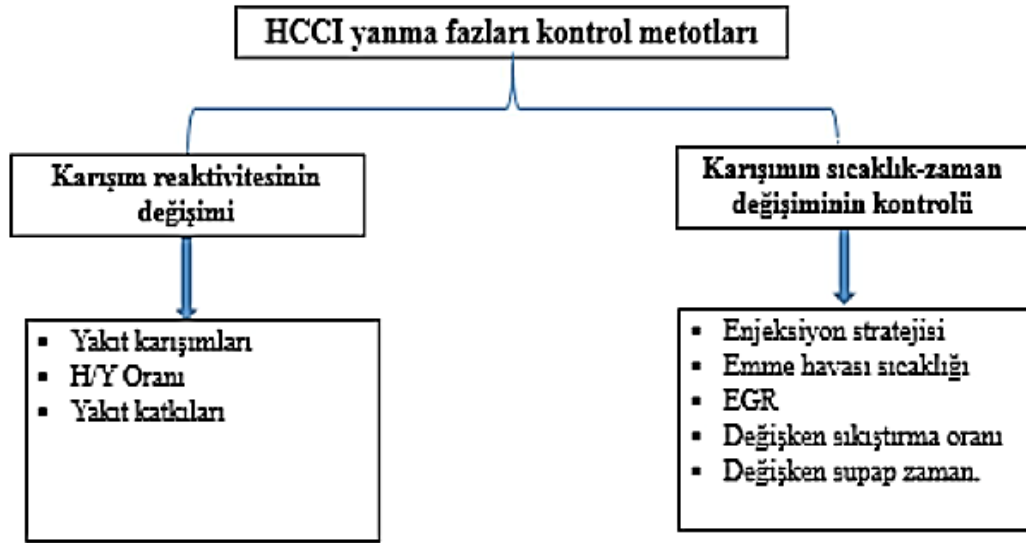 HCCI yanma fazları kontrol metotları
Karışım reaktivitesinin
değişimi
▪ Yakıt karışımları
▪ H/Y Oranı
▪ Yakıt katkıları
Karışımın sıcaklık-zaman
değişiminin kontrolü
▪ Enjeksiyon stratejisi
▪ Emme havası sıcaklığı
▪ EGR
▪ Değişken sıkıştırma oranı
▪ Değişken supap zaman.